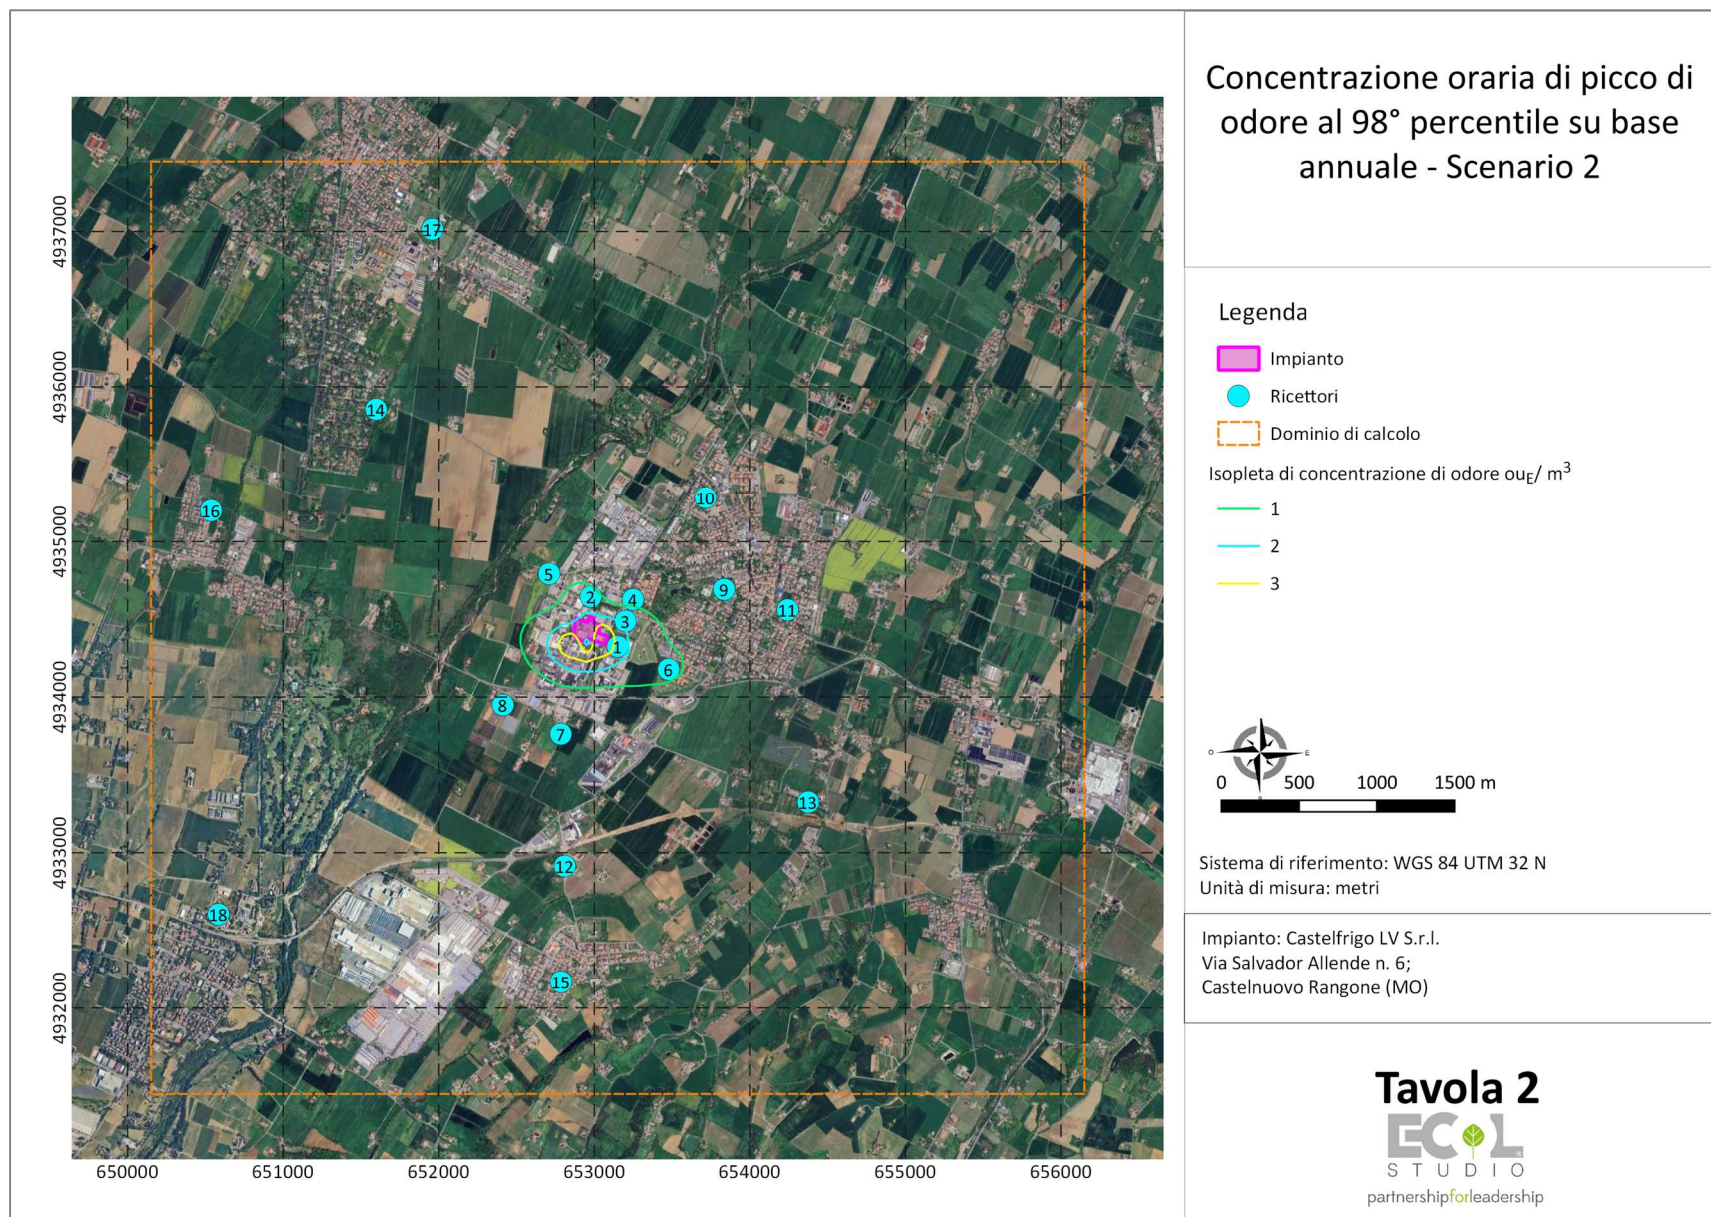 Concentrazione oraria di picco di
odore al 98° percentile su base
annuale - Scenario 2
Legenda
Impianto
Ricettori
Dominio di calcolo
Isopleta di concentrazione di odore ouE/ m³
1
2
3
O
E
0 500 1000 1500 m
Sistema di riferimento: WGS 84 UTM 32 N
Unità di misura: metri
Impianto: Castelfrigo LV S.r.l.
Via Salvador Allende n. 6;
Castelnuovo Rangone (MO)
Tavola 2
ECOL
STUDIO
partnershipforleadership
4937000
4936000
4935000
4934000
4933000
4932000
650000 651000 652000 653000 654000 655000 656000
17
14
10
16
5
9
2
4
11
3
1
6
8
7
13
12
18
15